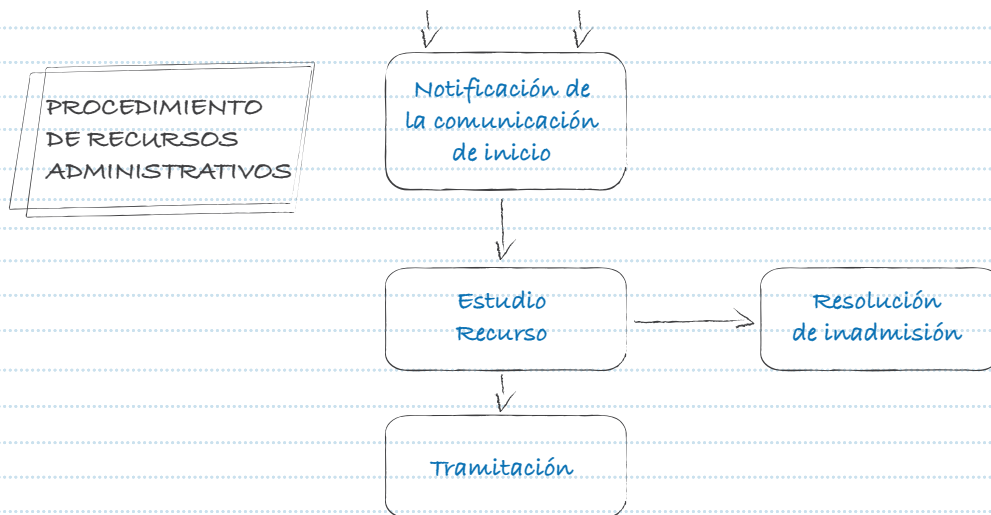 PROCEDIMIENTO
DE RECURSOS
ADMINISTRATIVOS
Notificación de
la comunicación
de inicio
Estudio
Recurso
Resolución
de inadmisión
Tramitación